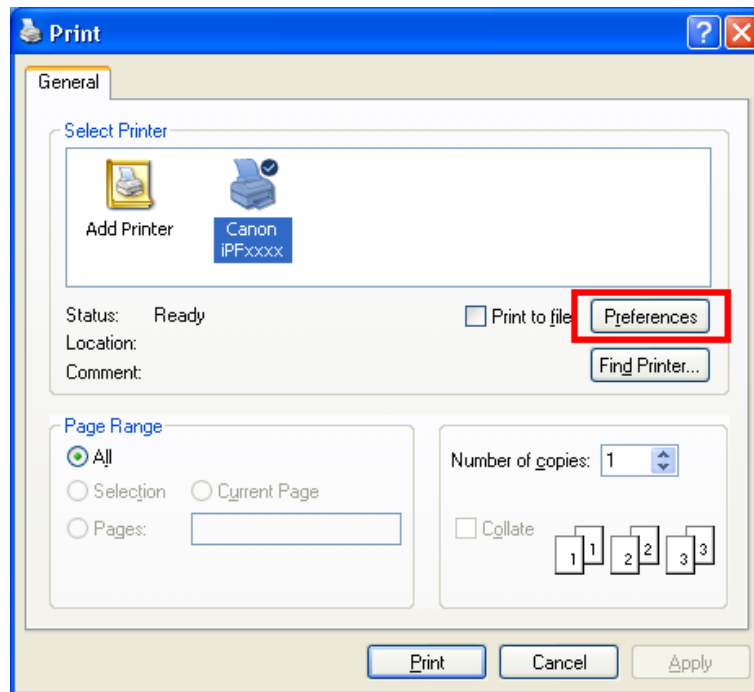 Print
General
Select Printer
Add Printer
Canon
iPFxxxx
Status: Ready
Print to file
Preferences
Location:
Comment:
Find Printer...
Page Range
All
Selection
Current Page
Pages:
Number of copies: 1
Collate
1 1 2 2 3 3
Print
Cancel
Apply